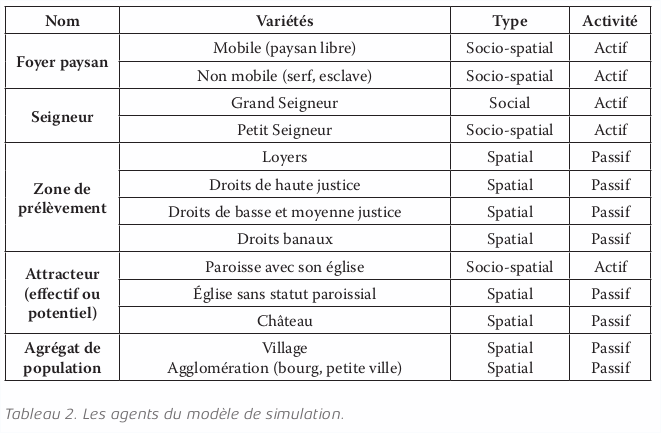 Nom Variétés Type Activité
Foyer paysan Mobile (paysan libre) Socio-spatial Actif
Non mobile (serf, esclave) Socio-spatial Actif
Seigneur Grand Seigneur Social Actif
Petit Seigneur Socio-spatial Actif
Zone de prélèvement Loyers Spatial Passif
Droits de haute justice Spatial Passif
Droits de basse et moyenne justice Spatial Passif
Droits banaux Spatial Passif
Attracteur (effectif ou potentiel) Paroisse avec son église Socio-spatial Actif
Église sans statut paroissial Spatial Passif
Château Spatial Passif
Agrégat de population Village Spatial Passif
Agglomération (bourg, petite ville) Spatial Passif
Tableau 2. Les agents du modèle de simulation.